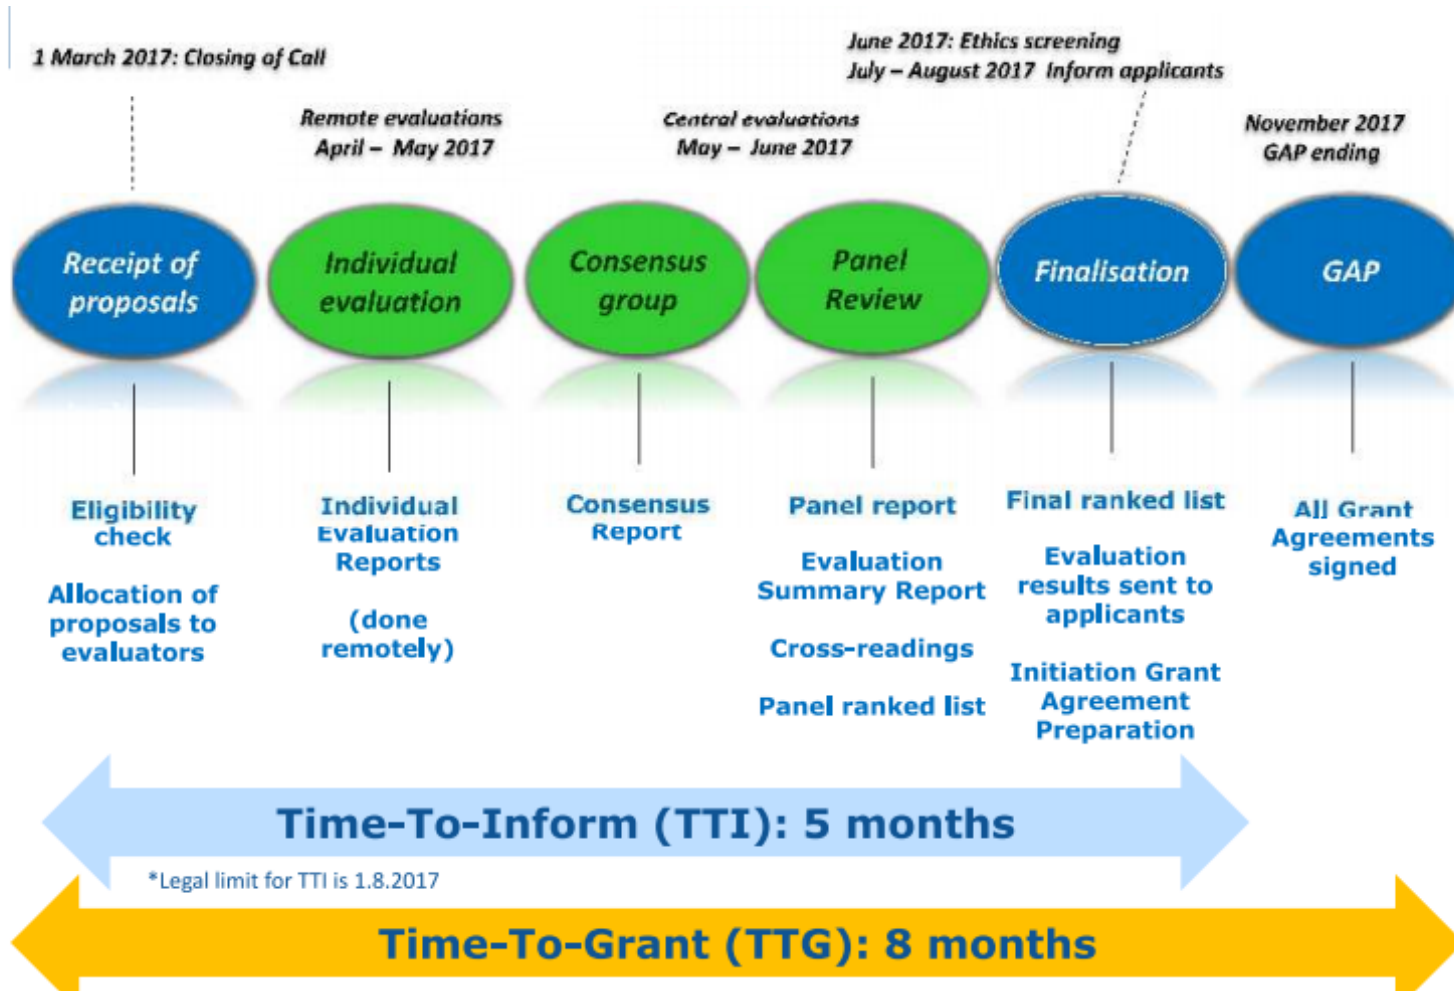 1 March 2017: Closing of Call
June 2017: Ethics screening
July – August 2017 Inform applicants
Remote evaluations
April – May 2017
Central evaluations
May – June 2017
November 2017
GAP ending
Receipt of
proposals
Individual
evaluation
Consensus
group
Panel
Review
Finalisation
GAP
Eligibility
check
Allocation of
proposals to
evaluators
Individual
Evaluation
Reports
(done
remotely)
Consensus
Report
Panel report
Evaluation
Summary Report
Cross-readings
Panel ranked list
Final ranked list
Evaluation
results sent to
applicants
Initiation Grant
Agreement
Preparation
All Grant
Agreements
signed
Time-To-Inform (TTI): 5 months
*Legal limit for TTI is 1.8.2017
Time-To-Grant (TTG): 8 months